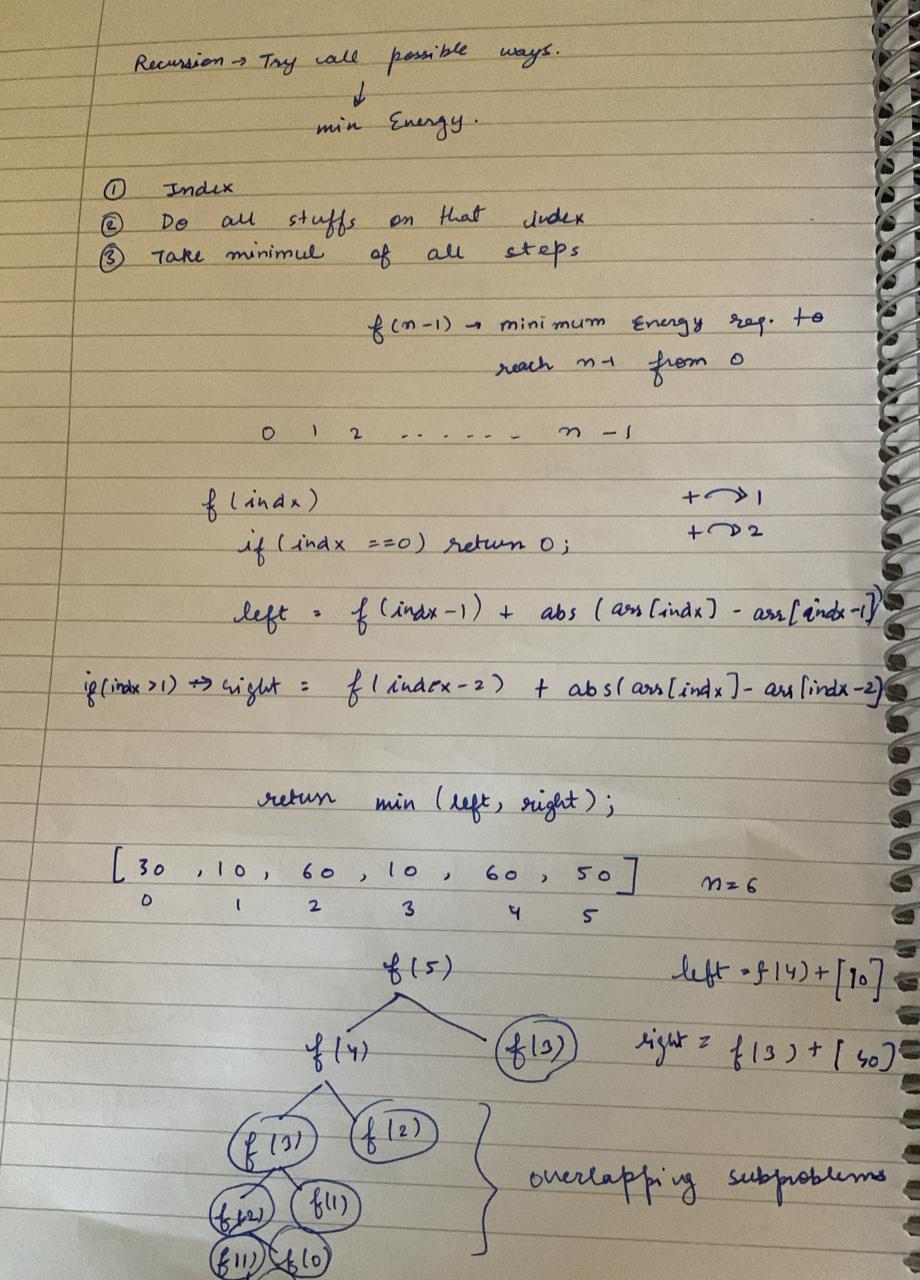 Recursion → Try all possible ways.
↓
min Energy.
① Index
② Do all stuffs on that index
③ Take minimul of all steps
f(n-1) → minimum Energy req. to
reach n-1 from 0
0 1 2 ....... n-1
f(indx) +↷1
if (indx ==0) return 0; +↷2
left = f(indx-1) + abs (arr[indx] - arr[indx-1])
if(indx >1) → right = f(index-2) + abs(arr[indx]- arr[indx-2)
return min (left, right);
[ 30 , 10 , 60 , 10 , 60 , 50 ] n=6
0 1 2 3 4 5
f(5) left = f(4)+[10]
f(4) f(3) right = f(3)+
f(3) f(2)
overlapping subproblems
f(2) f(1)
f(1) f(0)